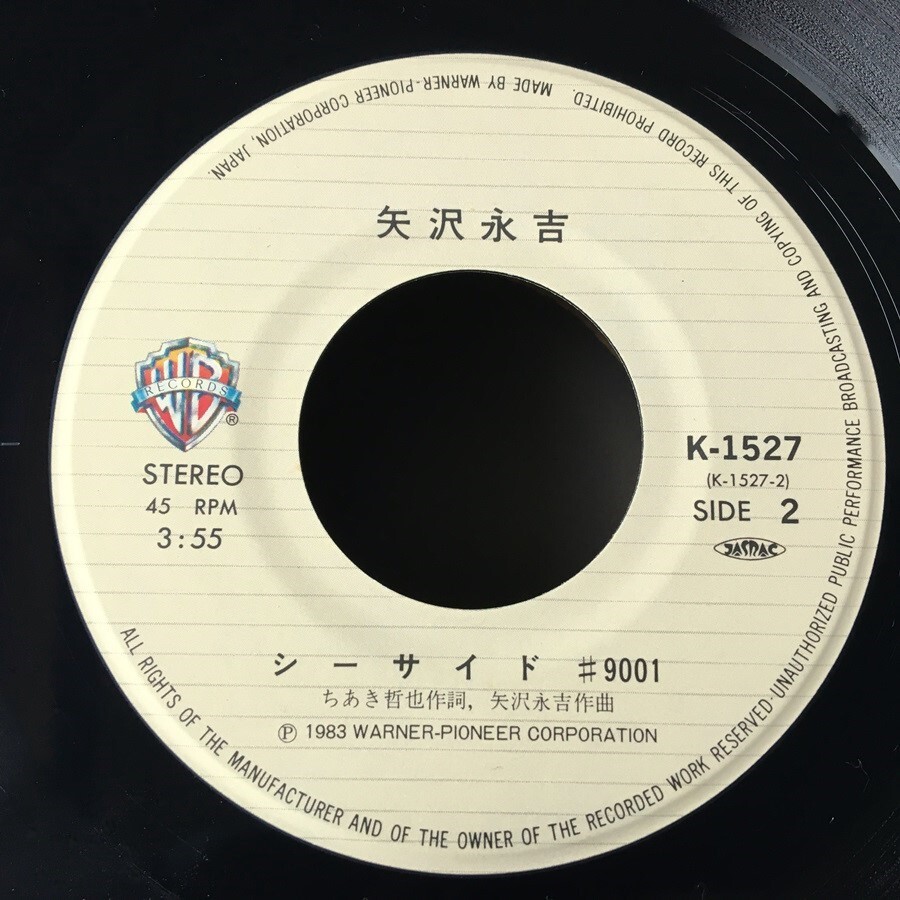 矢沢永吉
WB
RECORDS
®
STEREO
45 RPM
3:55
K-1527
(K-1527-2)
SIDE 2
JASRAC
シーサイド #9001
ちあき哲也作詞, 矢沢永吉作曲
Ⓟ 1983 WARNER-PIONEER CORPORATION
ALL RIGHTS OF THE MANUFACTURER AND OF THE OWNER OF THE RECORDED WORK RESERVED·UNAUTHORIZED PUBLIC PERFORMANCE BROADCASTING AND COPYING OF THIS RECORD PROHIBITED. MADE BY WARNER-PIONEER CORPORATION, JAPAN.